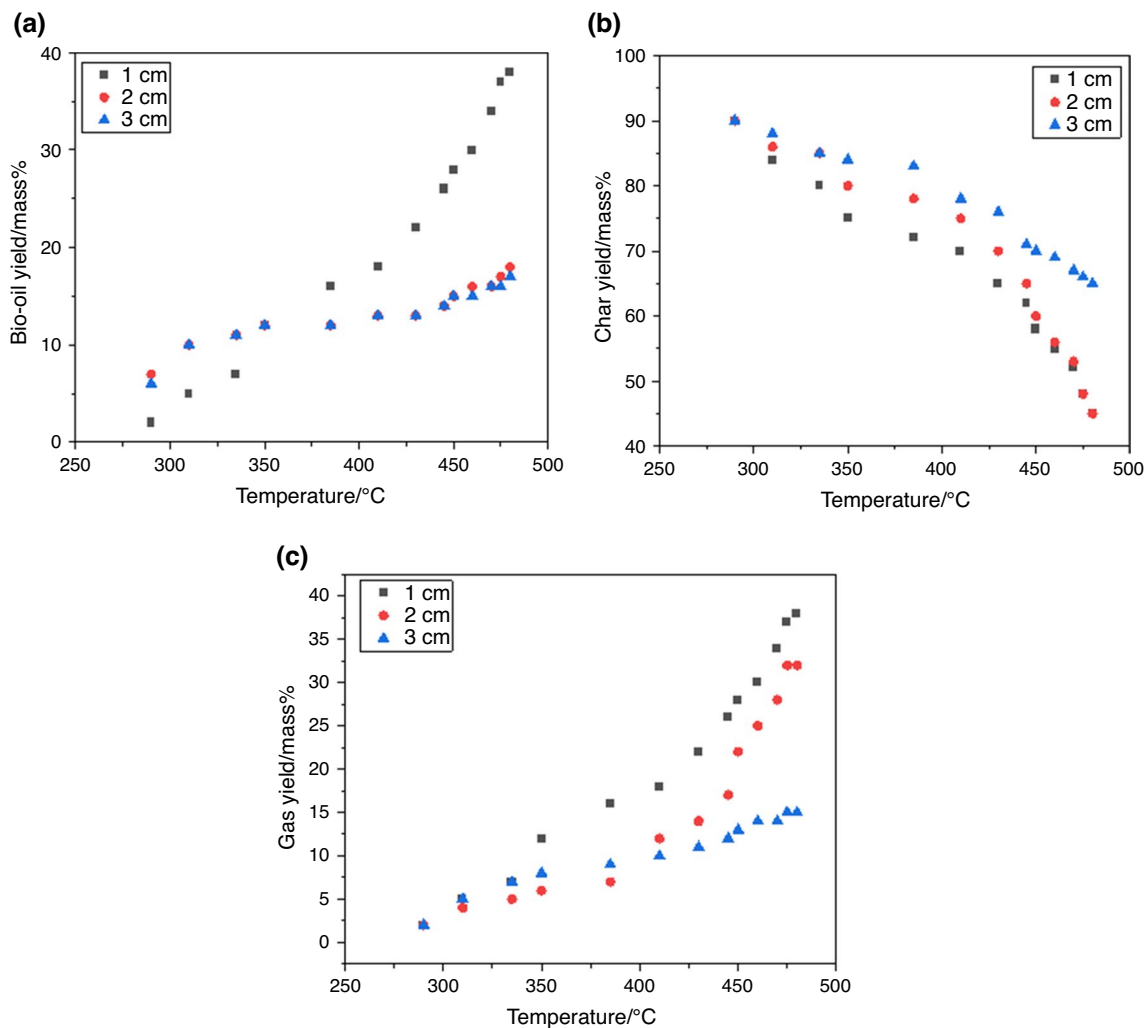 (a)
40
30
20
10
0
Bio-oil yield/mass%
1 cm
2 cm
3 cm
250
300
350
400
450
500
Temperature/°C
(b)
100
90
80
70
60
50
40
Char yield/mass%
1 cm
2 cm
3 cm
250
300
350
400
450
500
Temperature/°C
(c)
40
35
30
25
20
15
10
5
0
Gas yield/mass%
1 cm
2 cm
3 cm
250
300
350
400
450
500
Temperature/°C